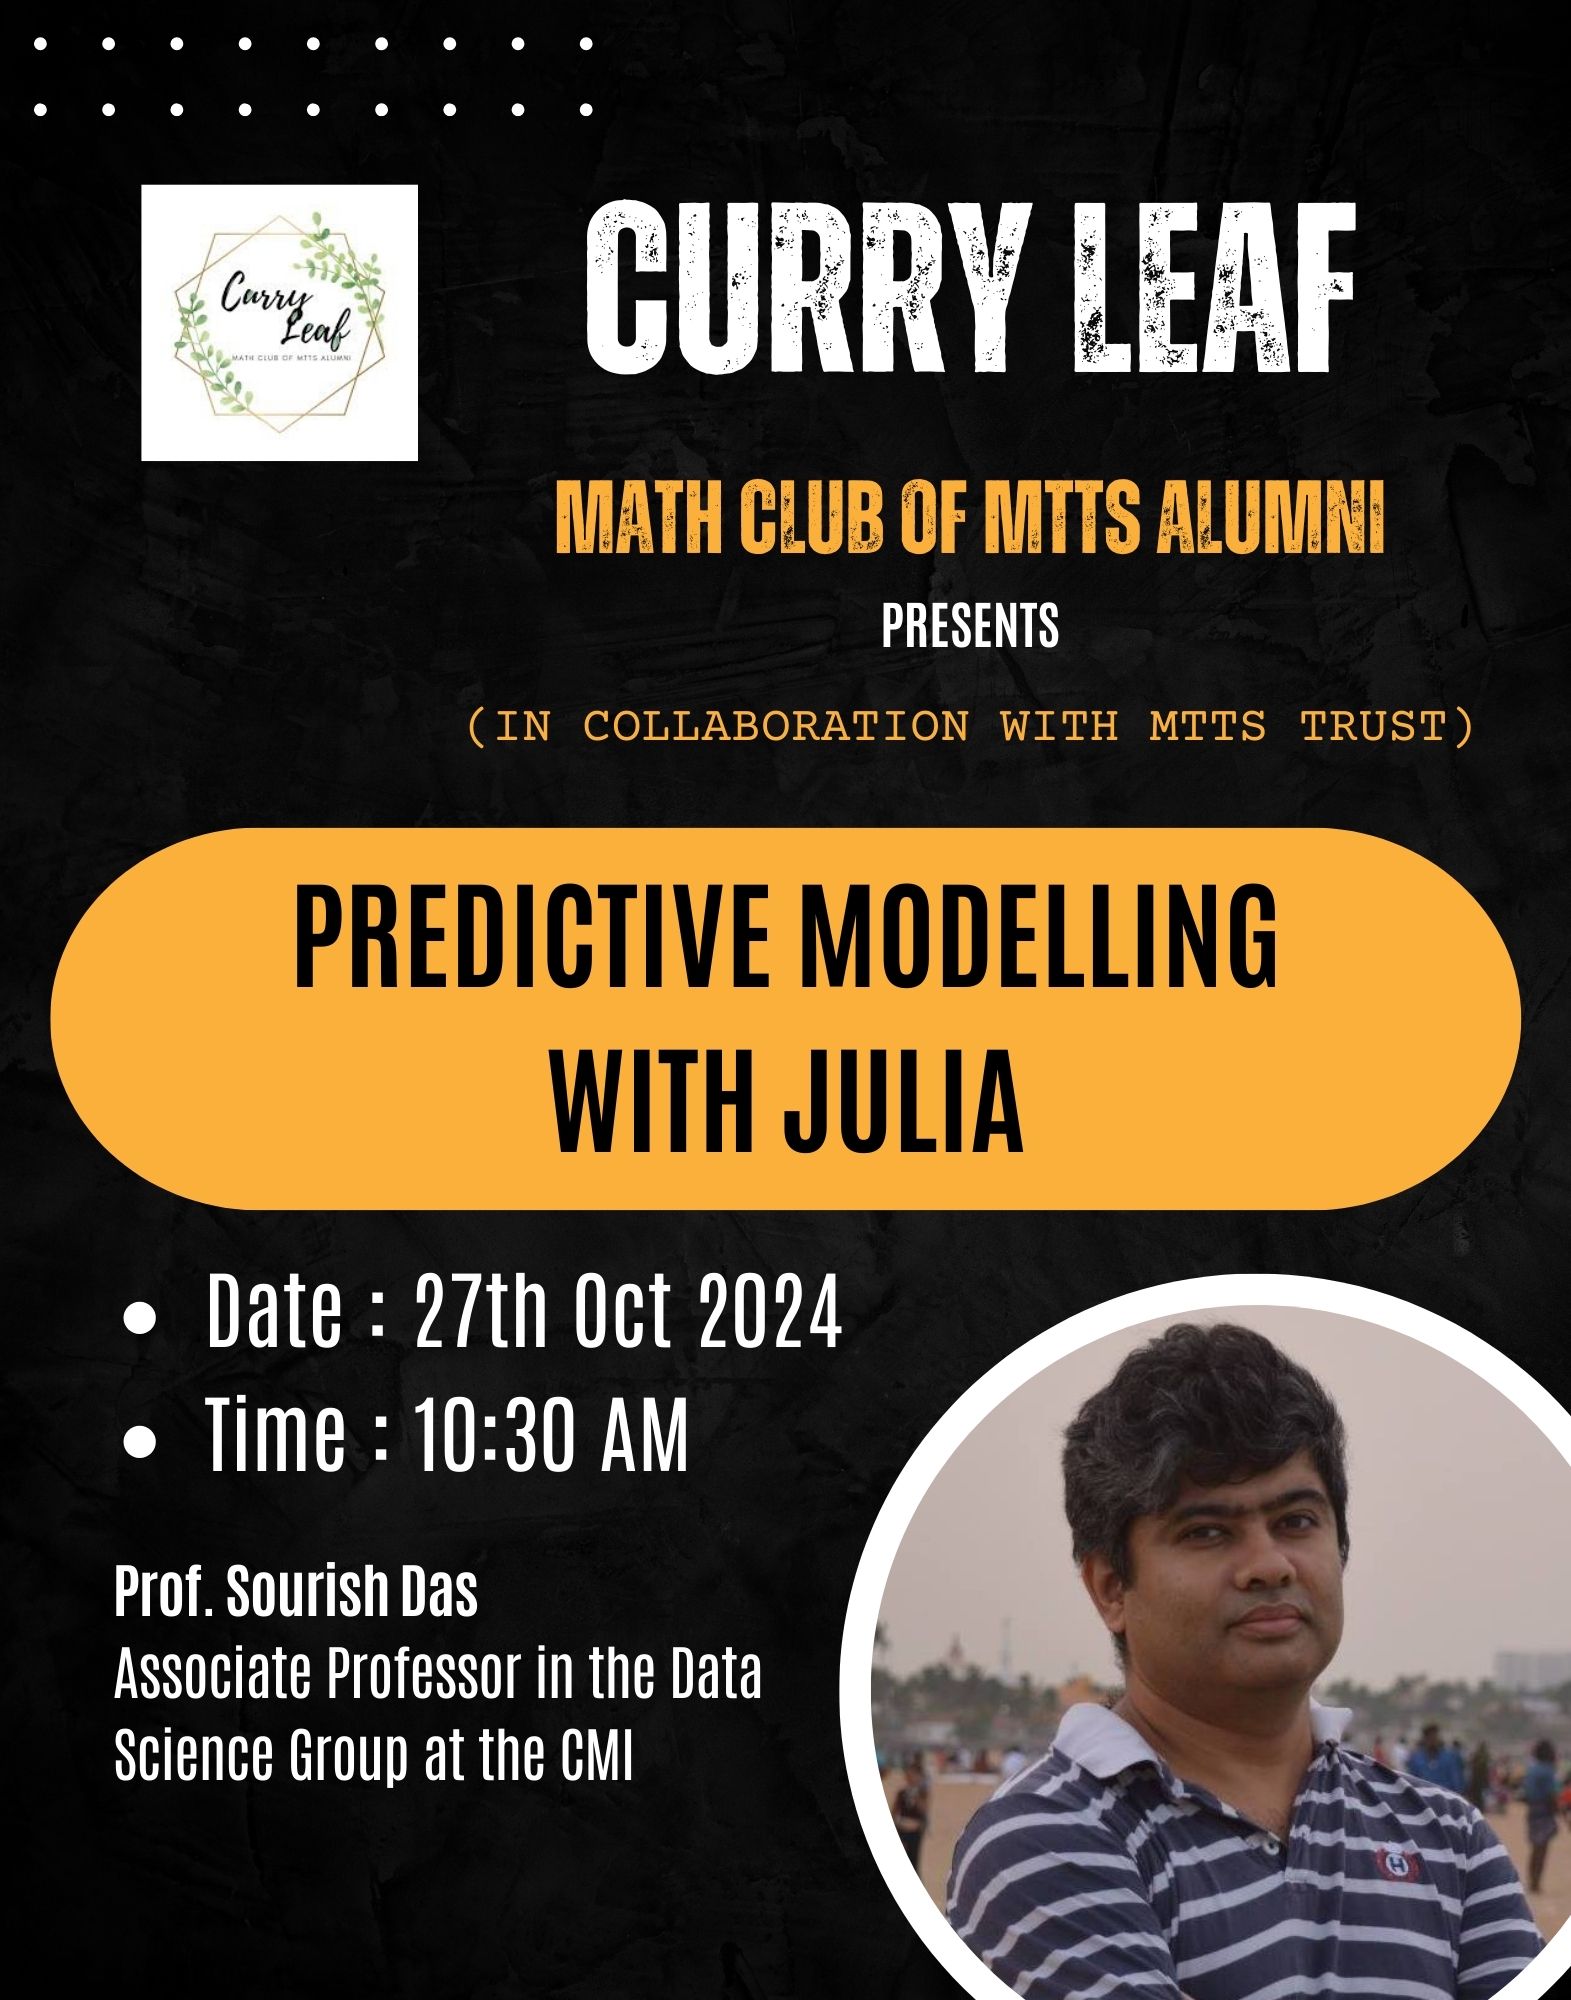 Curry
Leaf
MATH CLUB OF MTTS ALUMNI
CURRY LEAF
MATH CLUB OF MTTS ALUMNI
PRESENTS
(IN COLLABORATION WITH MTTS TRUST)
PREDICTIVE MODELLING
WITH JULIA
Date : 27th Oct 2024
Time : 10:30 AM
Prof. Sourish Das
Associate Professor in the Data
Science Group at the CMI
H